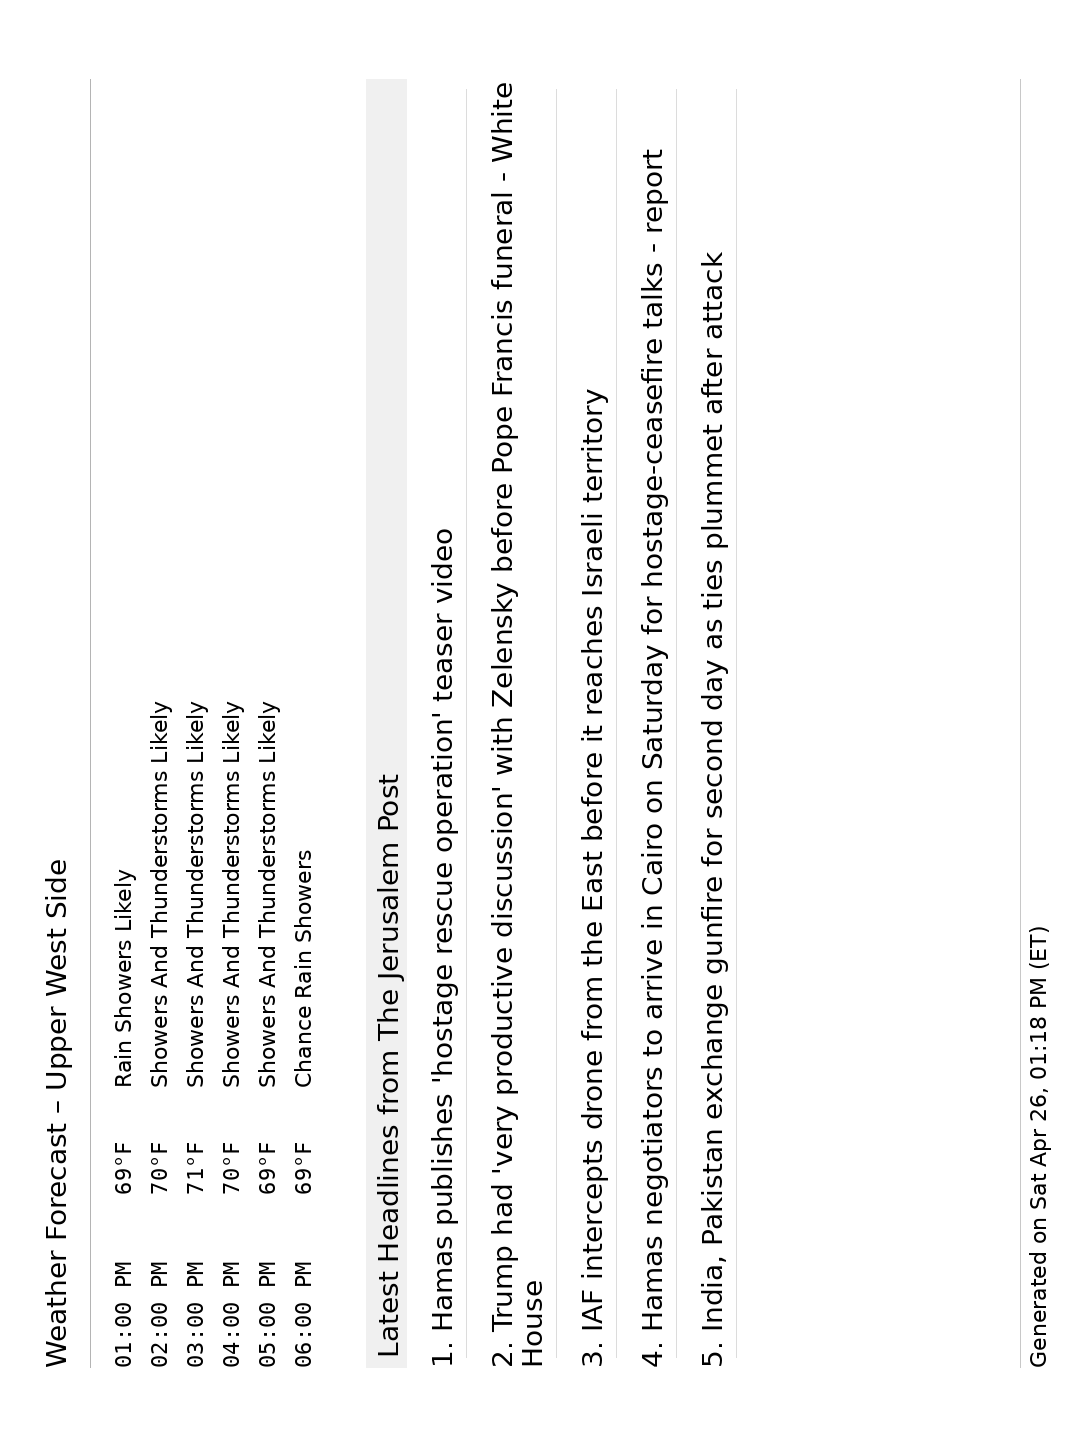 Weather Forecast – Upper West Side
01:00 PM 69°F Rain Showers Likely
02:00 PM 70°F Showers And Thunderstorms Likely
03:00 PM 71°F Showers And Thunderstorms Likely
04:00 PM 70°F Showers And Thunderstorms Likely
05:00 PM 69°F Showers And Thunderstorms Likely
06:00 PM 69°F Chance Rain Showers
Latest Headlines from The Jerusalem Post
1. Hamas publishes 'hostage rescue operation' teaser video
2. Trump had 'very productive discussion' with Zelensky before Pope Francis funeral - White
House
3. IAF intercepts drone from the East before it reaches Israeli territory
4. Hamas negotiators to arrive in Cairo on Saturday for hostage-ceasefire talks - report
5. India, Pakistan exchange gunfire for second day as ties plummet after attack
Generated on Sat Apr 26, 01:18 PM (ET)